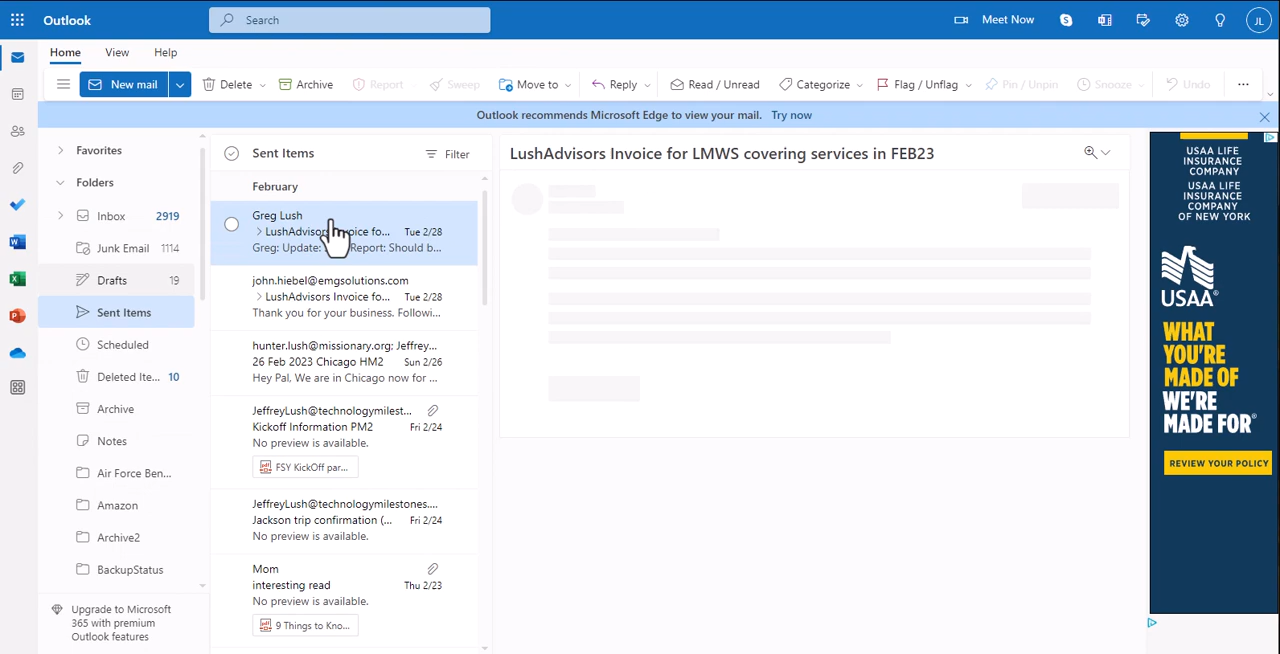 Outlook
Search
Meet Now
JL
Home
View
Help
New mail
Delete
Archive
Report
Sweep
Move to
Reply
Read / Unread
Categorize
Flag / Unflag
Pin / Unpin
Snooze
Undo
Outlook recommends Microsoft Edge to view your mail. Try now
Favorites
Folders
Inbox 2919
Junk Email 1114
Drafts 19
Sent Items
Scheduled
Deleted Ite... 10
Archive
Notes
Air Force Ben...
Amazon
Archive2
BackupStatus
Upgrade to Microsoft
365 with premium
Outlook features
Sent Items
Filter
February
Greg Lush
LushAdvisors fo... Tue 2/28
Greg: Update: Report: Should b...
john.hiebel@emgsolutions.com
LushAdvisors Invoice fo... Tue 2/28
Thank you for your business. Followi...
hunter.lush@missionary.org; Jeffrey...
26 Feb 2023 Chicago HM2 Sun 2/26
Hey Pal, We are in Chicago now for ...
JeffreyLush@technologymilest...
Kickoff Information PM2 Fri 2/24
No preview is available.
FSY KickOff par...
JeffreyLush@technologymilestones....
Jackson trip confirmation (... Fri 2/24
No preview is available.
Mom
interesting read Thu 2/23
No preview is available.
9 Things to Kno...
LushAdvisors Invoice for LMWS covering services in FEB23
USAA LIFE
INSURANCE
COMPANY
USAA LIFE
INSURANCE
COMPANY
OF NEW YORK
USAA®
WHAT
YOU'RE
MADE OF
WE'RE
MADE FOR®
REVIEW YOUR POLICY